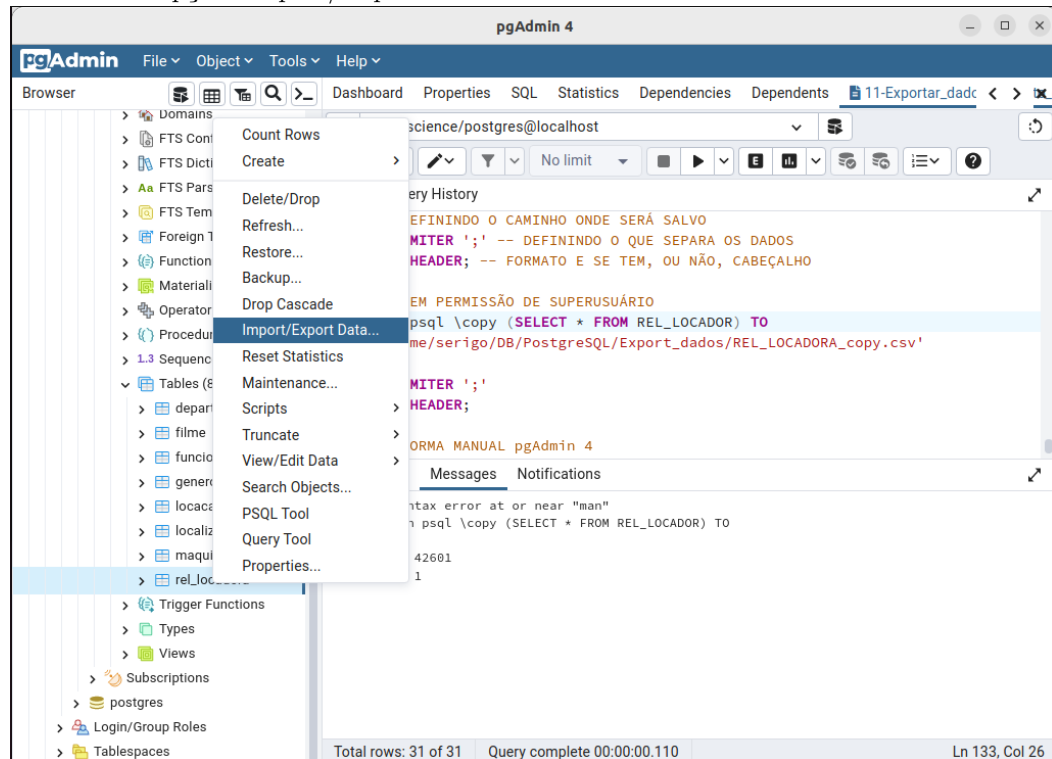 pgAdmin 4
pgAdmin File Object Tools Help
Browser
Dashboard Properties SQL Statistics Dependencies Dependents 11-Exportar_dadc
Domains
FTS Conf
FTS Dicti
FTS Pars
FTS Tem
Foreign T
Function
Materiali
Operator
Procedur
1..3 Sequenc
Tables (8
depart
filme
funcio
genero
locaca
localiz
maqui
rel_locadora
Trigger Functions
Types
Views
Subscriptions
postgres
Login/Group Roles
Tablespaces
Count Rows
Create
Delete/Drop
Refresh...
Restore...
Backup...
Drop Cascade
Import/Export Data...
Reset Statistics
Maintenance...
Scripts
Truncate
View/Edit Data
Search Objects...
PSQL Tool
Query Tool
Properties...
science/postgres@localhost
No limit
ery History
EFININDO O CAMINHO ONDE SERÁ SALVO
MITER ';' -- DEFININDO O QUE SEPARA OS DADOS
HEADER; -- FORMATO E SE TEM, OU NÃO, CABEÇALHO
EM PERMISSÃO DE SUPERUSUÁRIO
psql \copy (SELECT * FROM REL_LOCADOR) TO
me/serigo/DB/PostgreSQL/Export_dados/REL_LOCADORA_copy.csv'
MITER ';'
HEADER;
ORMA MANUAL pgAdmin 4
Messages Notifications
ntax error at or near "man"
psql \copy (SELECT * FROM REL_LOCADOR) TO
42601
1
Total rows: 31 of 31 Query complete 00:00:00.110 Ln 133, Col 26